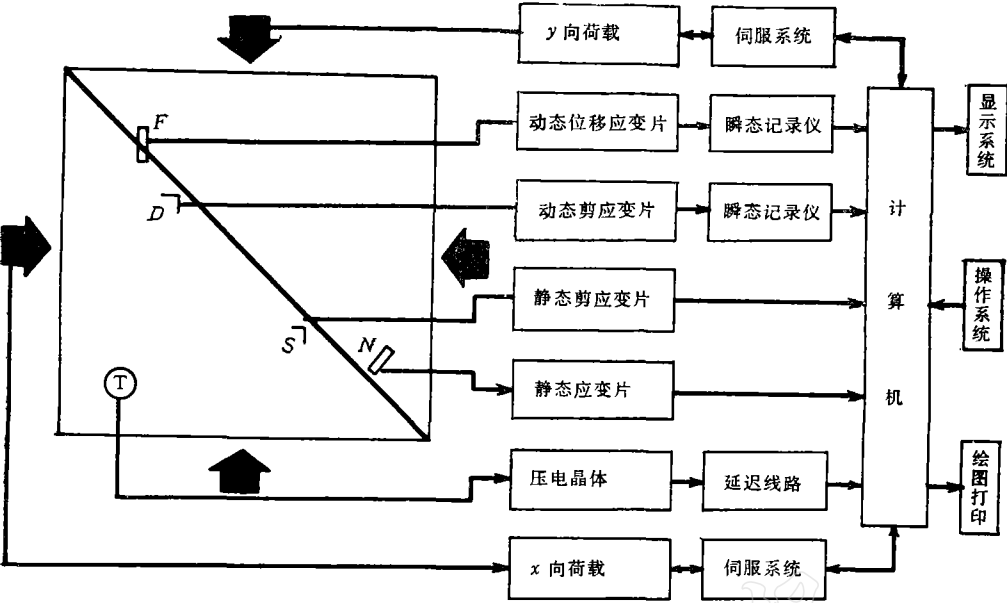 y 向荷载
伺服系统
F
动态位移应变片
瞬态记录仪
显示系统
D
动态剪应变片
瞬态记录仪
计算机
S
静态剪应变片
操作系统
N
静态应变片
T
压电晶体
延迟线路
绘图打印
x 向荷载
伺服系统